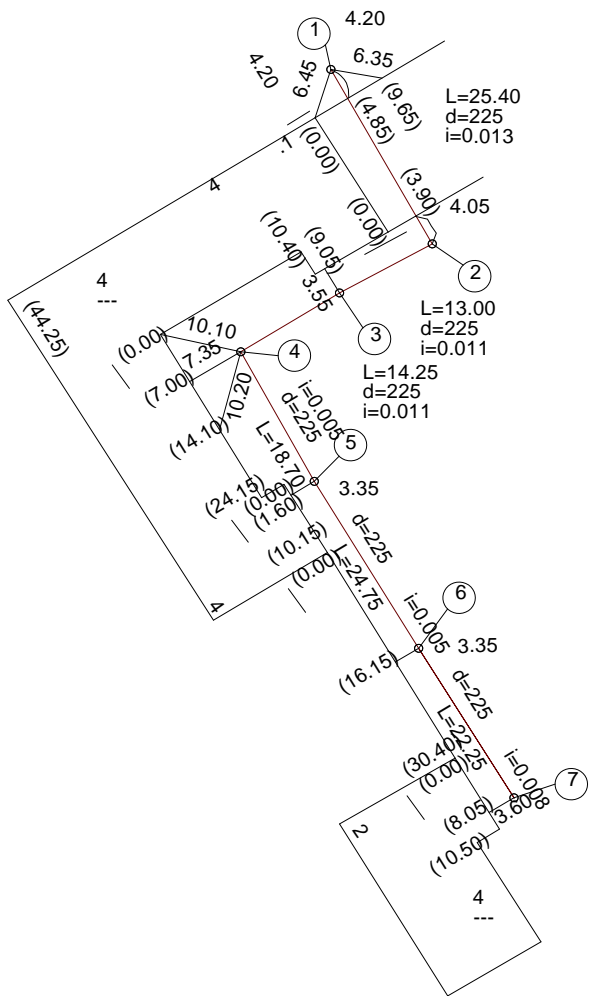 4.20
1
4.20
6.45
6.35
(9.65)
(4.85)
L=25.40
d=225
i=0.013
.1
(0.00)
4
(3.90)
4.05
(0.00)
(10.40)
(9.05)
2
4
---
(44.25)
3.55
3
L=13.00
d=225
i=0.011
(0.00)
10.10
7.35
4
(7.00)
10.20
L=14.25
d=225
i=0.011
i=0.005
d=225
(14.10)
L=18.70
5
(24.15)
(0.00)
(1.60)
3.35
d=225
(10.15)
(0.00)
L=24.75
4
6
i=0.005
3.35
(16.15)
d=225
L=22.25
(30.40)
(0.00)
i=0.008
7
(8.05)
3.60
2
(10.50)
4
---